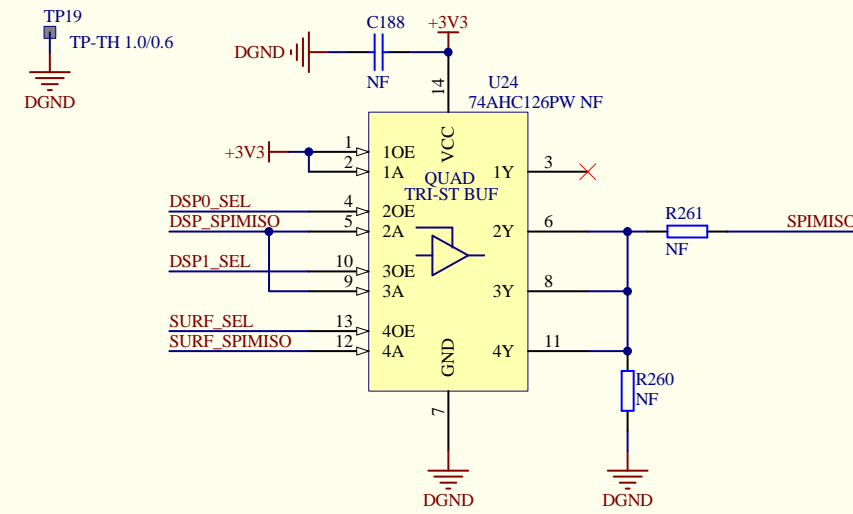 TP19
TP-TH 1.0/0.6
DGND
C188
+3V3
DGND
NF
14
U24
74AHC126PW NF
+3V3
1
1OE
VCC
2
1A
1Y
3
QUAD
TRI-ST BUF
DSP0_SEL
4
2OE
DSP_SPIMISO
5
2A
2Y
6
R261
NF
SPIMISO
DSP1_SEL
10
3OE
9
3A
3Y
8
SURF_SEL
13
4OE
SURF_SPIMISO
12
4A
GND
4Y
11
R260
NF
7
DGND
DGND